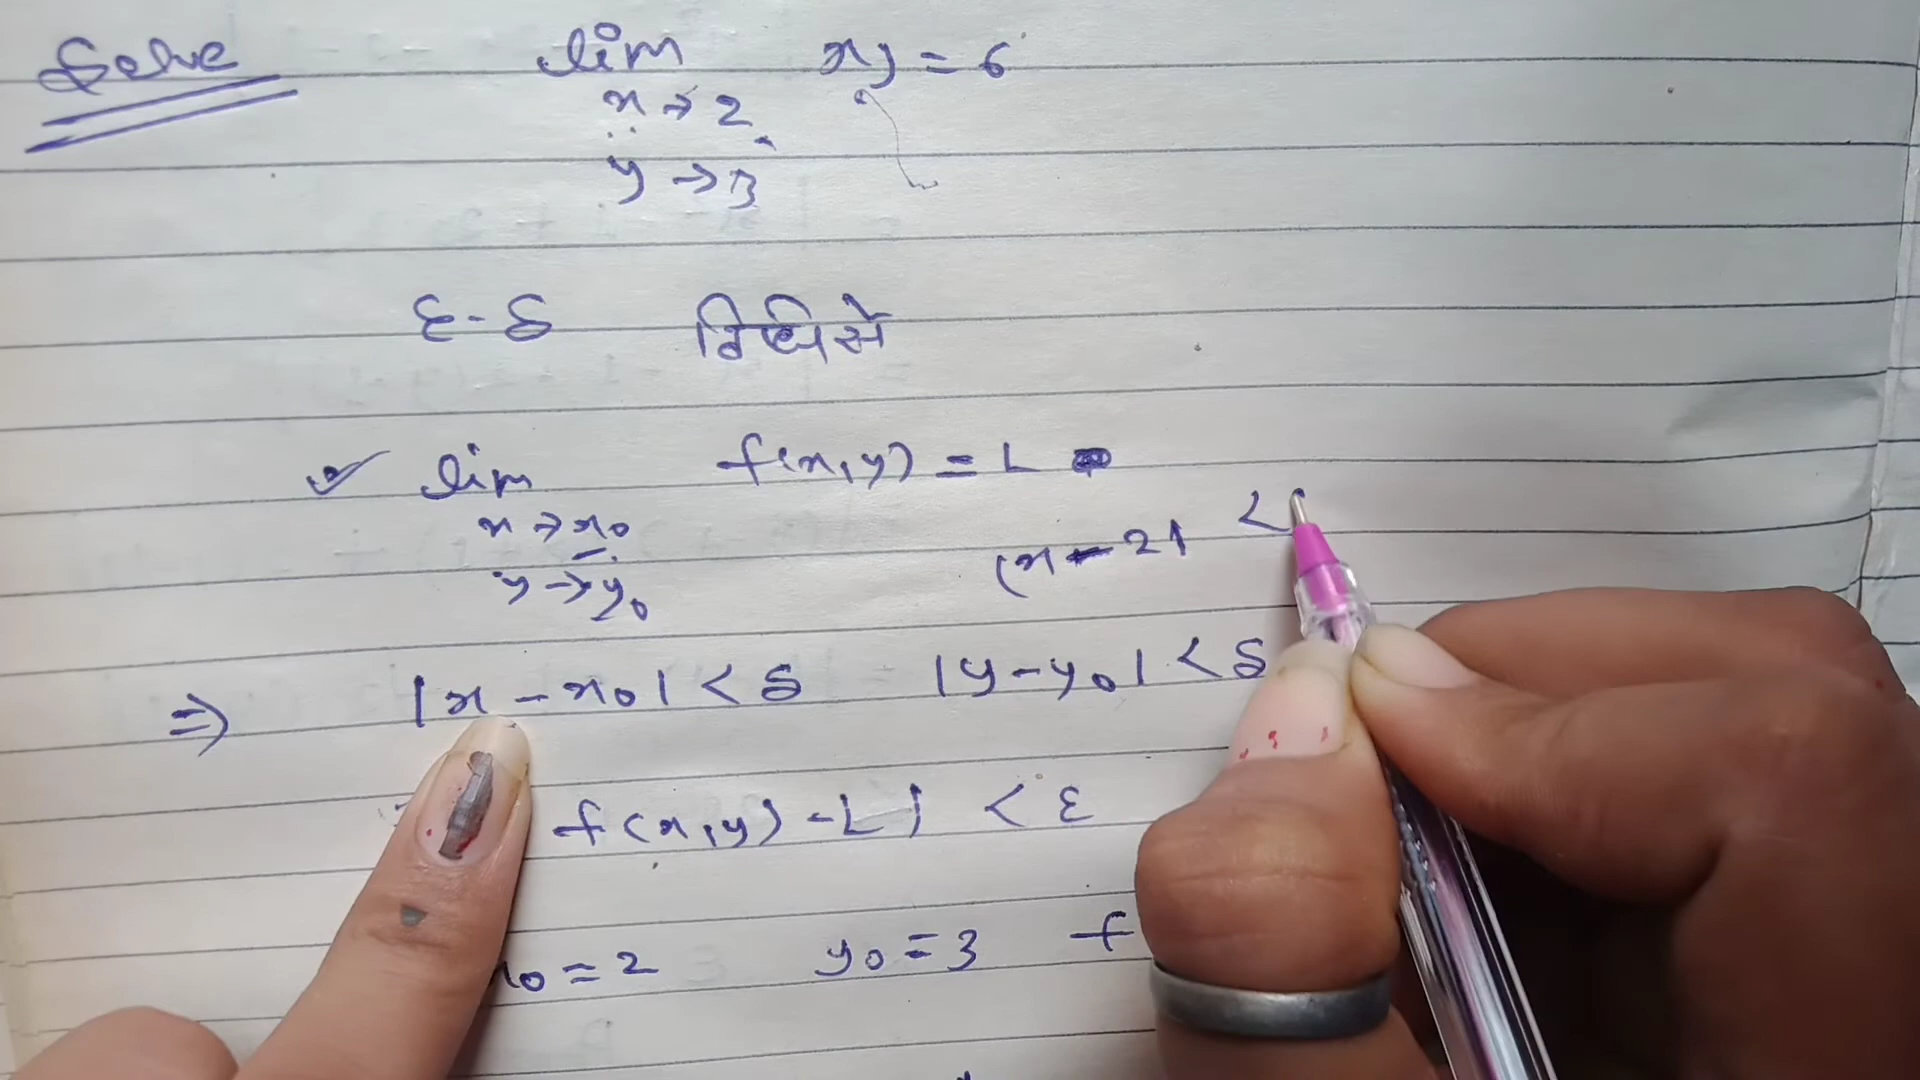 Solve lim xy = 6
x → 2
y → 3
ε - δ विधि से
lim f(x,y) = L
x → x₀
y → y₀
|x - 2| <
⇒ |x - x₀| < δ |y - y₀| < δ
f(x,y) - L| < ε
x₀ = 2 y₀ = 3 f